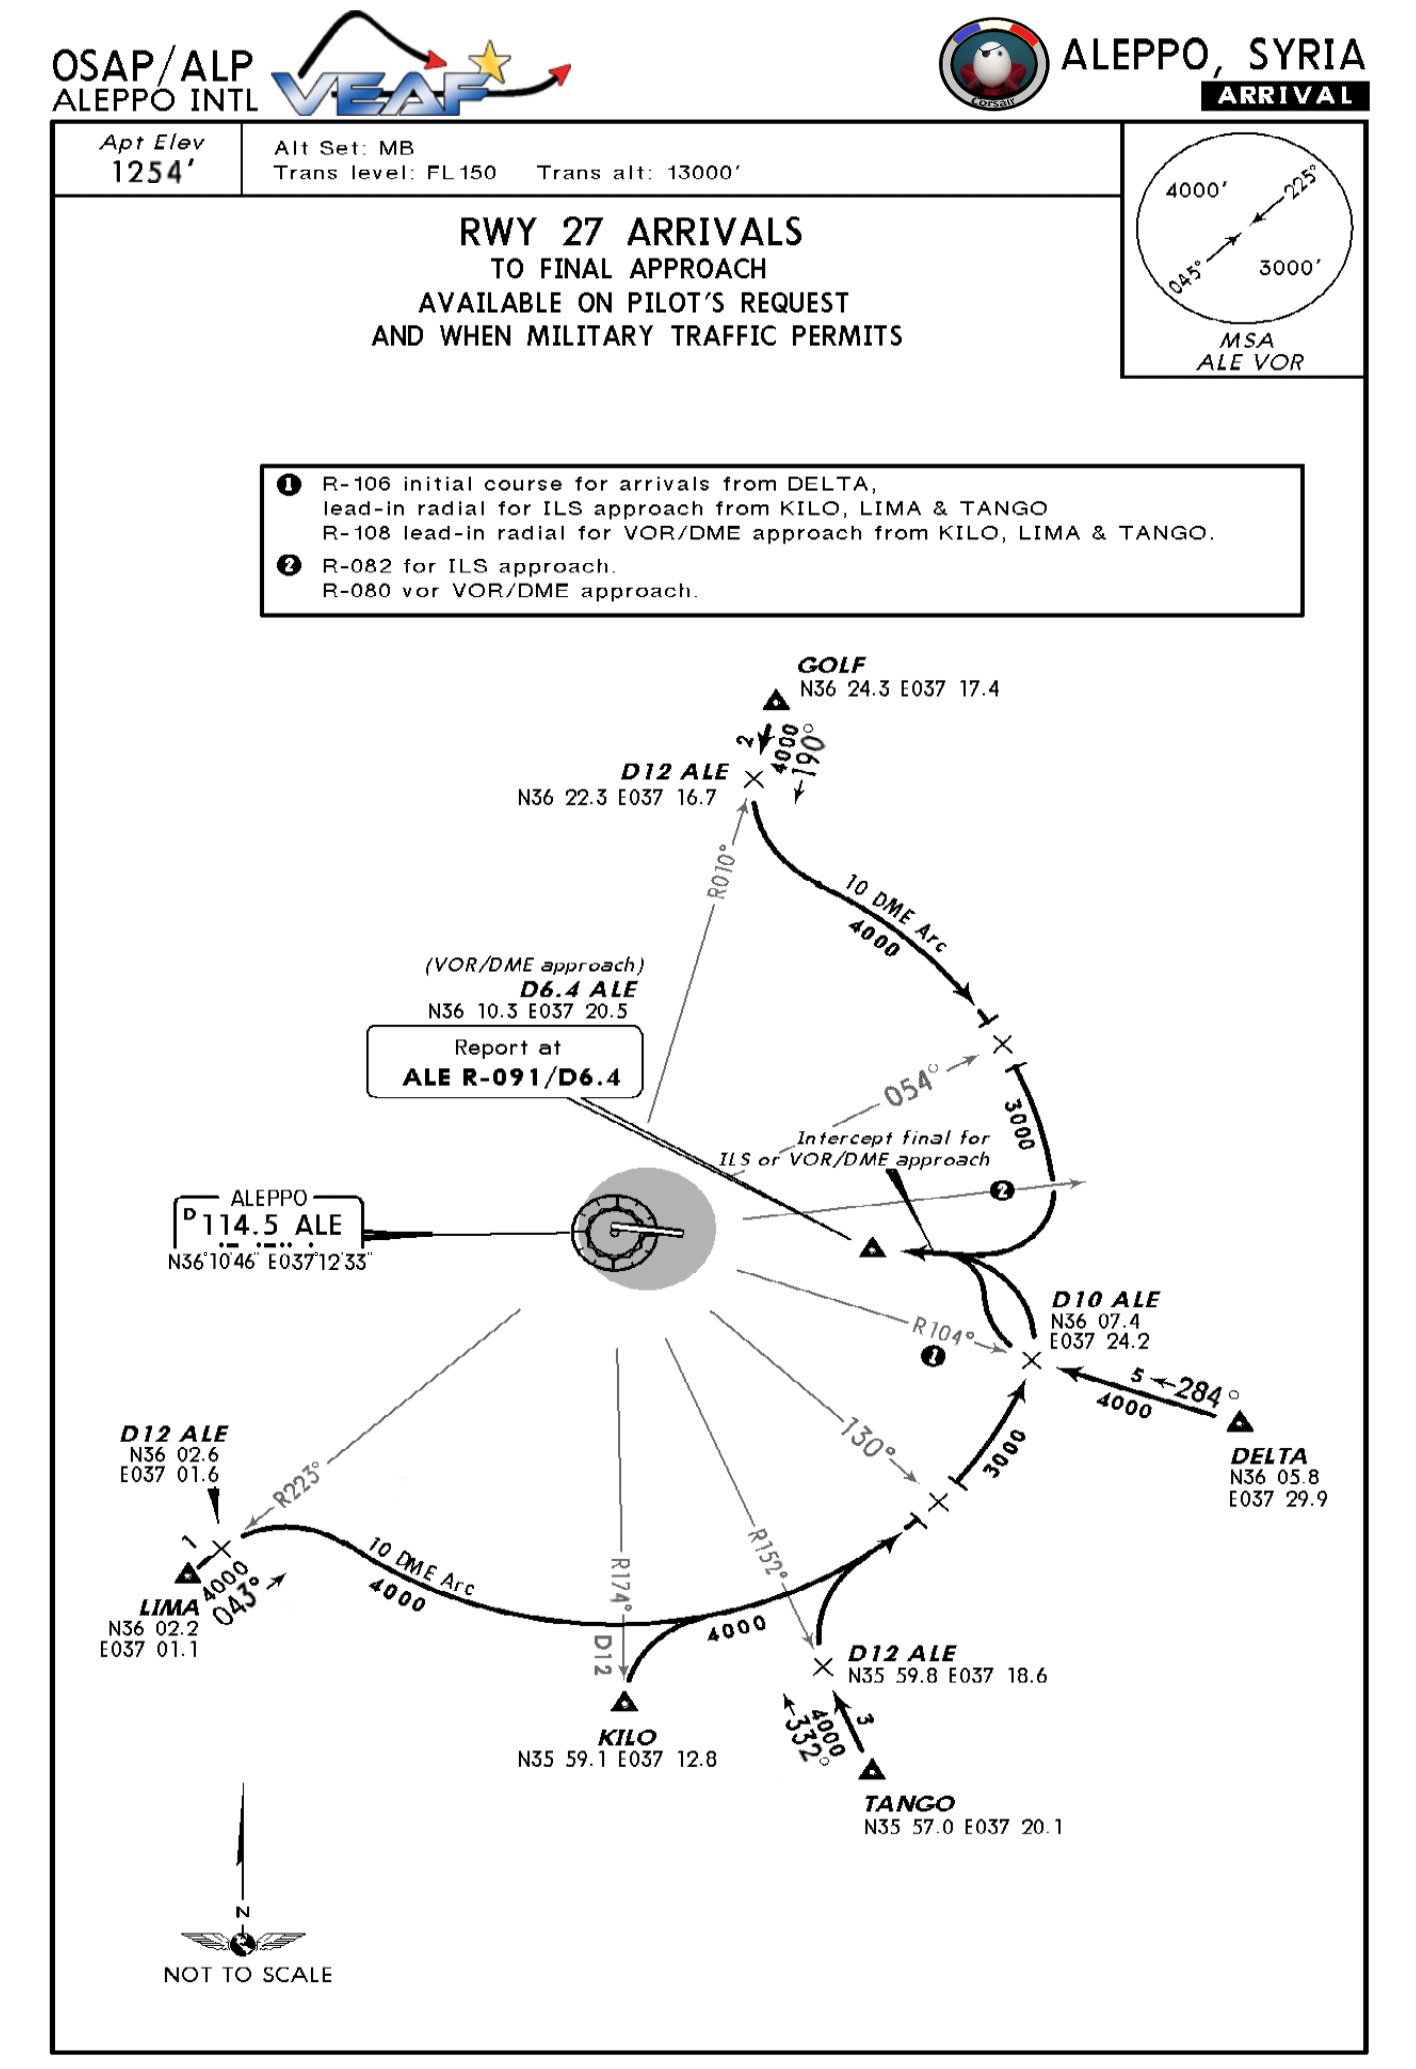 OSAP/ALP
ALEPPO INTL
VEAF
Corsair
ALEPPO, SYRIA
ARRIVAL
Apt Elev
1254'
Alt Set: MB
Trans level: FL150 Trans alt: 13000'
4000'
225°
045°
3000'
MSA
ALE VOR
RWY 27 ARRIVALS
TO FINAL APPROACH
AVAILABLE ON PILOT'S REQUEST
AND WHEN MILITARY TRAFFIC PERMITS
1 R-106 initial course for arrivals from DELTA,
lead-in radial for ILS approach from KILO, LIMA & TANGO
R-108 lead-in radial for VOR/DME approach from KILO, LIMA & TANGO.
2 R-082 for ILS approach.
R-080 vor VOR/DME approach.
GOLF
N36 24.3 E037 17.4
2
4000
190°
D12 ALE
N36 22.3 E037 16.7
R010°
10 DME Arc
4000
(VOR/DME approach)
D6.4 ALE
N36 10.3 E037 20.5
Report at
ALE R-091/D6.4
054°
3000
Intercept final for
ILS or VOR/DME approach
2
ALEPPO
D 114.5 ALE
N36°10'46" E037°12'33"
D10 ALE
N36 07.4
E037 24.2
R104°
1
5 284°
4000
DELTA
N36 05.8
E037 29.9
130°
3000
D12 ALE
N36 02.6
E037 01.6
R223°
1
4000
043°
LIMA
N36 02.2
E037 01.1
10 DME Arc
4000
R174°
D12
R152°
4000
KILO
N35 59.1 E037 12.8
D12 ALE
N35 59.8 E037 18.6
3
4000
332°
TANGO
N35 57.0 E037 20.1
N
NOT TO SCALE